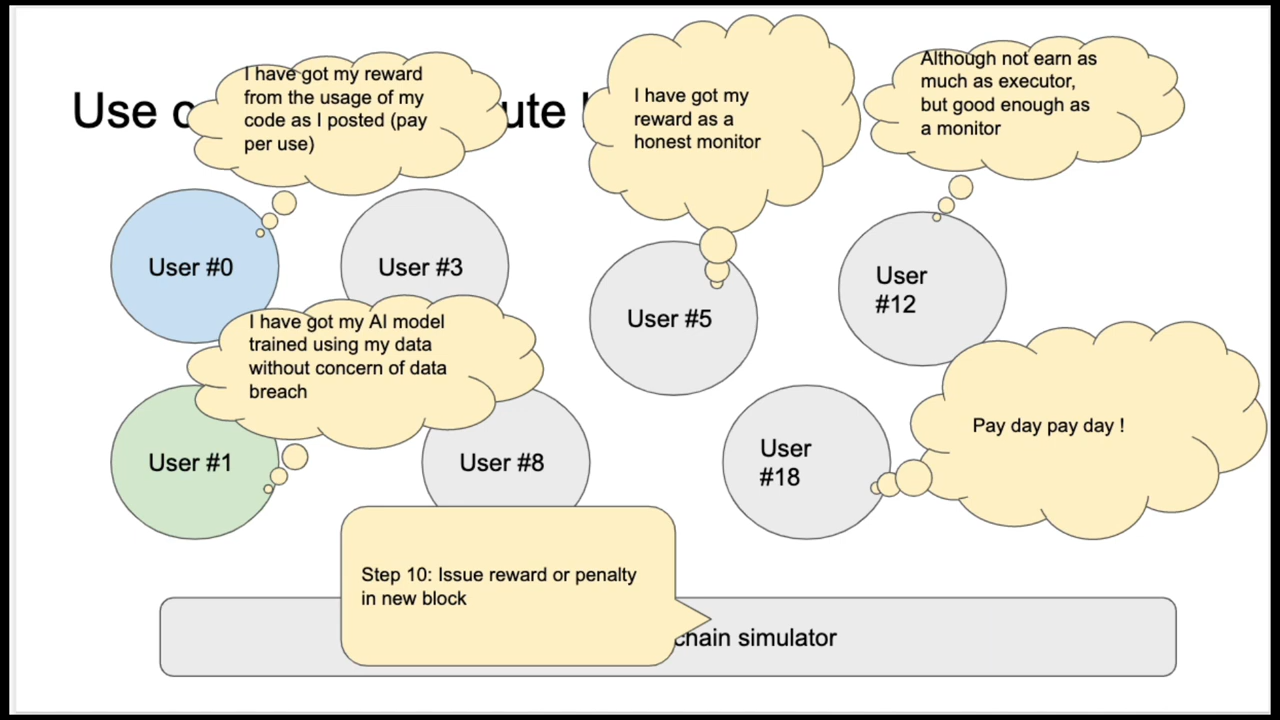 I have got my reward
from the usage of my
code as I posted (pay
per use)
Use
I have got my
reward as a
honest monitor
Although not earn as
much as executor,
but good enough as
a monitor
User #0
User #3
User #5
User
#12
I have got my AI model
trained using my data
without concern of data
breach
Pay day pay day !
User #1
User #8
User
#18
Step 10: Issue reward or penalty
in new block
chain simulator